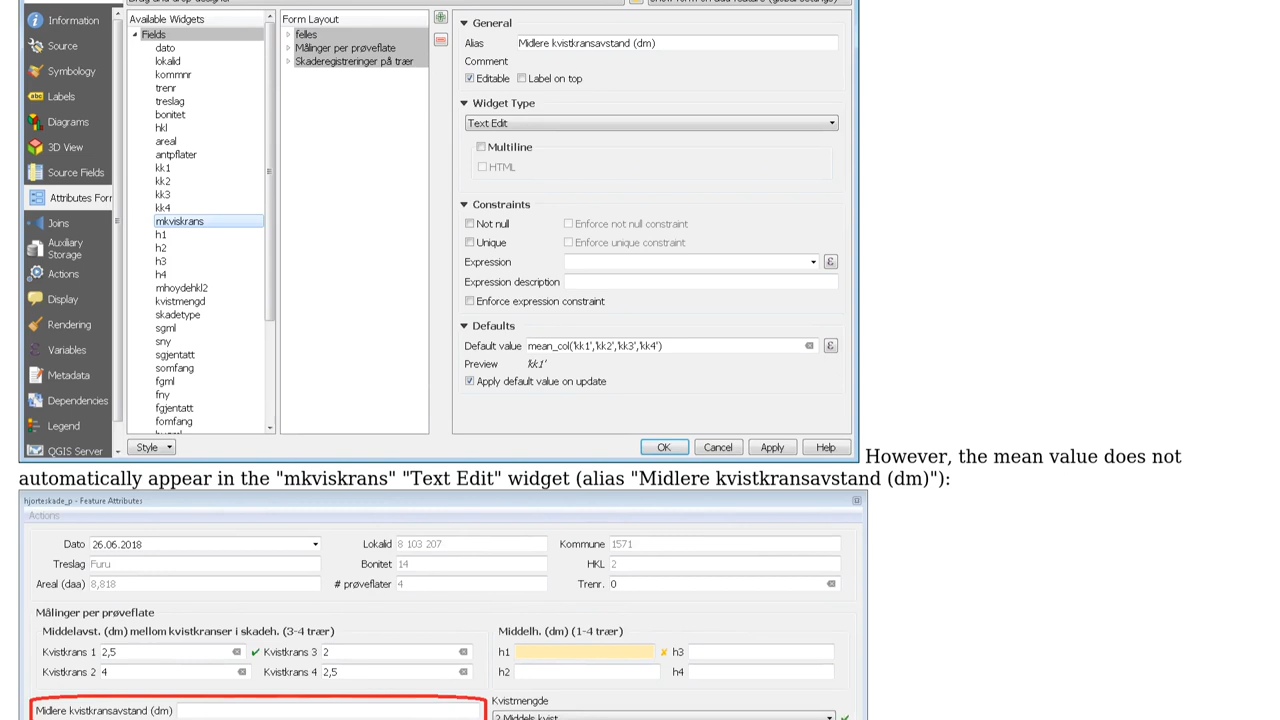 Information
Source
Symbology
Labels
Diagrams
3D View
Source Fields
Attributes Forr
Joins
Auxiliary
Storage
Actions
Display
Rendering
Variables
Metadata
Dependencies
Legend
QGIS Server
Available Widgets
Fields
dato
lokalid
kommnr
trenr
treslag
bonitet
hkl
areal
antpflater
kk1
kk2
kk3
kk4
mkviskrans
h1
h2
h3
h4
mhoydehkl2
kvistmengd
skadetype
sgml
sny
sgjentatt
somfang
fgml
fny
fgjentatt
fomfang
Style
Form Layout
felles
Målinger per prøveflate
Skaderegistreringer på trær
General
Alias Midlere kvistkransavstand (dm)
Comment
Editable Label on top
Widget Type
Text Edit
Multiline
HTML
Constraints
Not null Enforce not null constraint
Unique Enforce unique constraint
Expression ε
Expression description
Enforce expression constraint
Defaults
Default value mean_col('kk1','kk2','kk3','kk4') ε
Preview 'kk1'
Apply default value on update
OK Cancel Apply Help
However, the mean value does not
automatically appear in the "mkviskrans" "Text Edit" widget (alias "Midlere kvistkransavstand (dm)"):
hjorteskade_p - Feature Attributes
Actions
Dato 26.06.2018 Lokalid 8 103 207 Kommune 1571
Treslag Furu Bonitet 14 HKL 2
Areal (daa) 8,818 # prøveflater 4 Trenr. 0
Målinger per prøveflate
Middelavst. (dm) mellom kvistkranser i skadeh. (3-4 trær) Middelh. (dm) (1-4 trær)
Kvistkrans 1 2,5 Kvistkrans 3 2 h1 h3
Kvistkrans 2 4 Kvistkrans 4 2,5 h2 h4
Kvistmengde
Midlere kvistkransavstand (dm) 2 Middels kvist